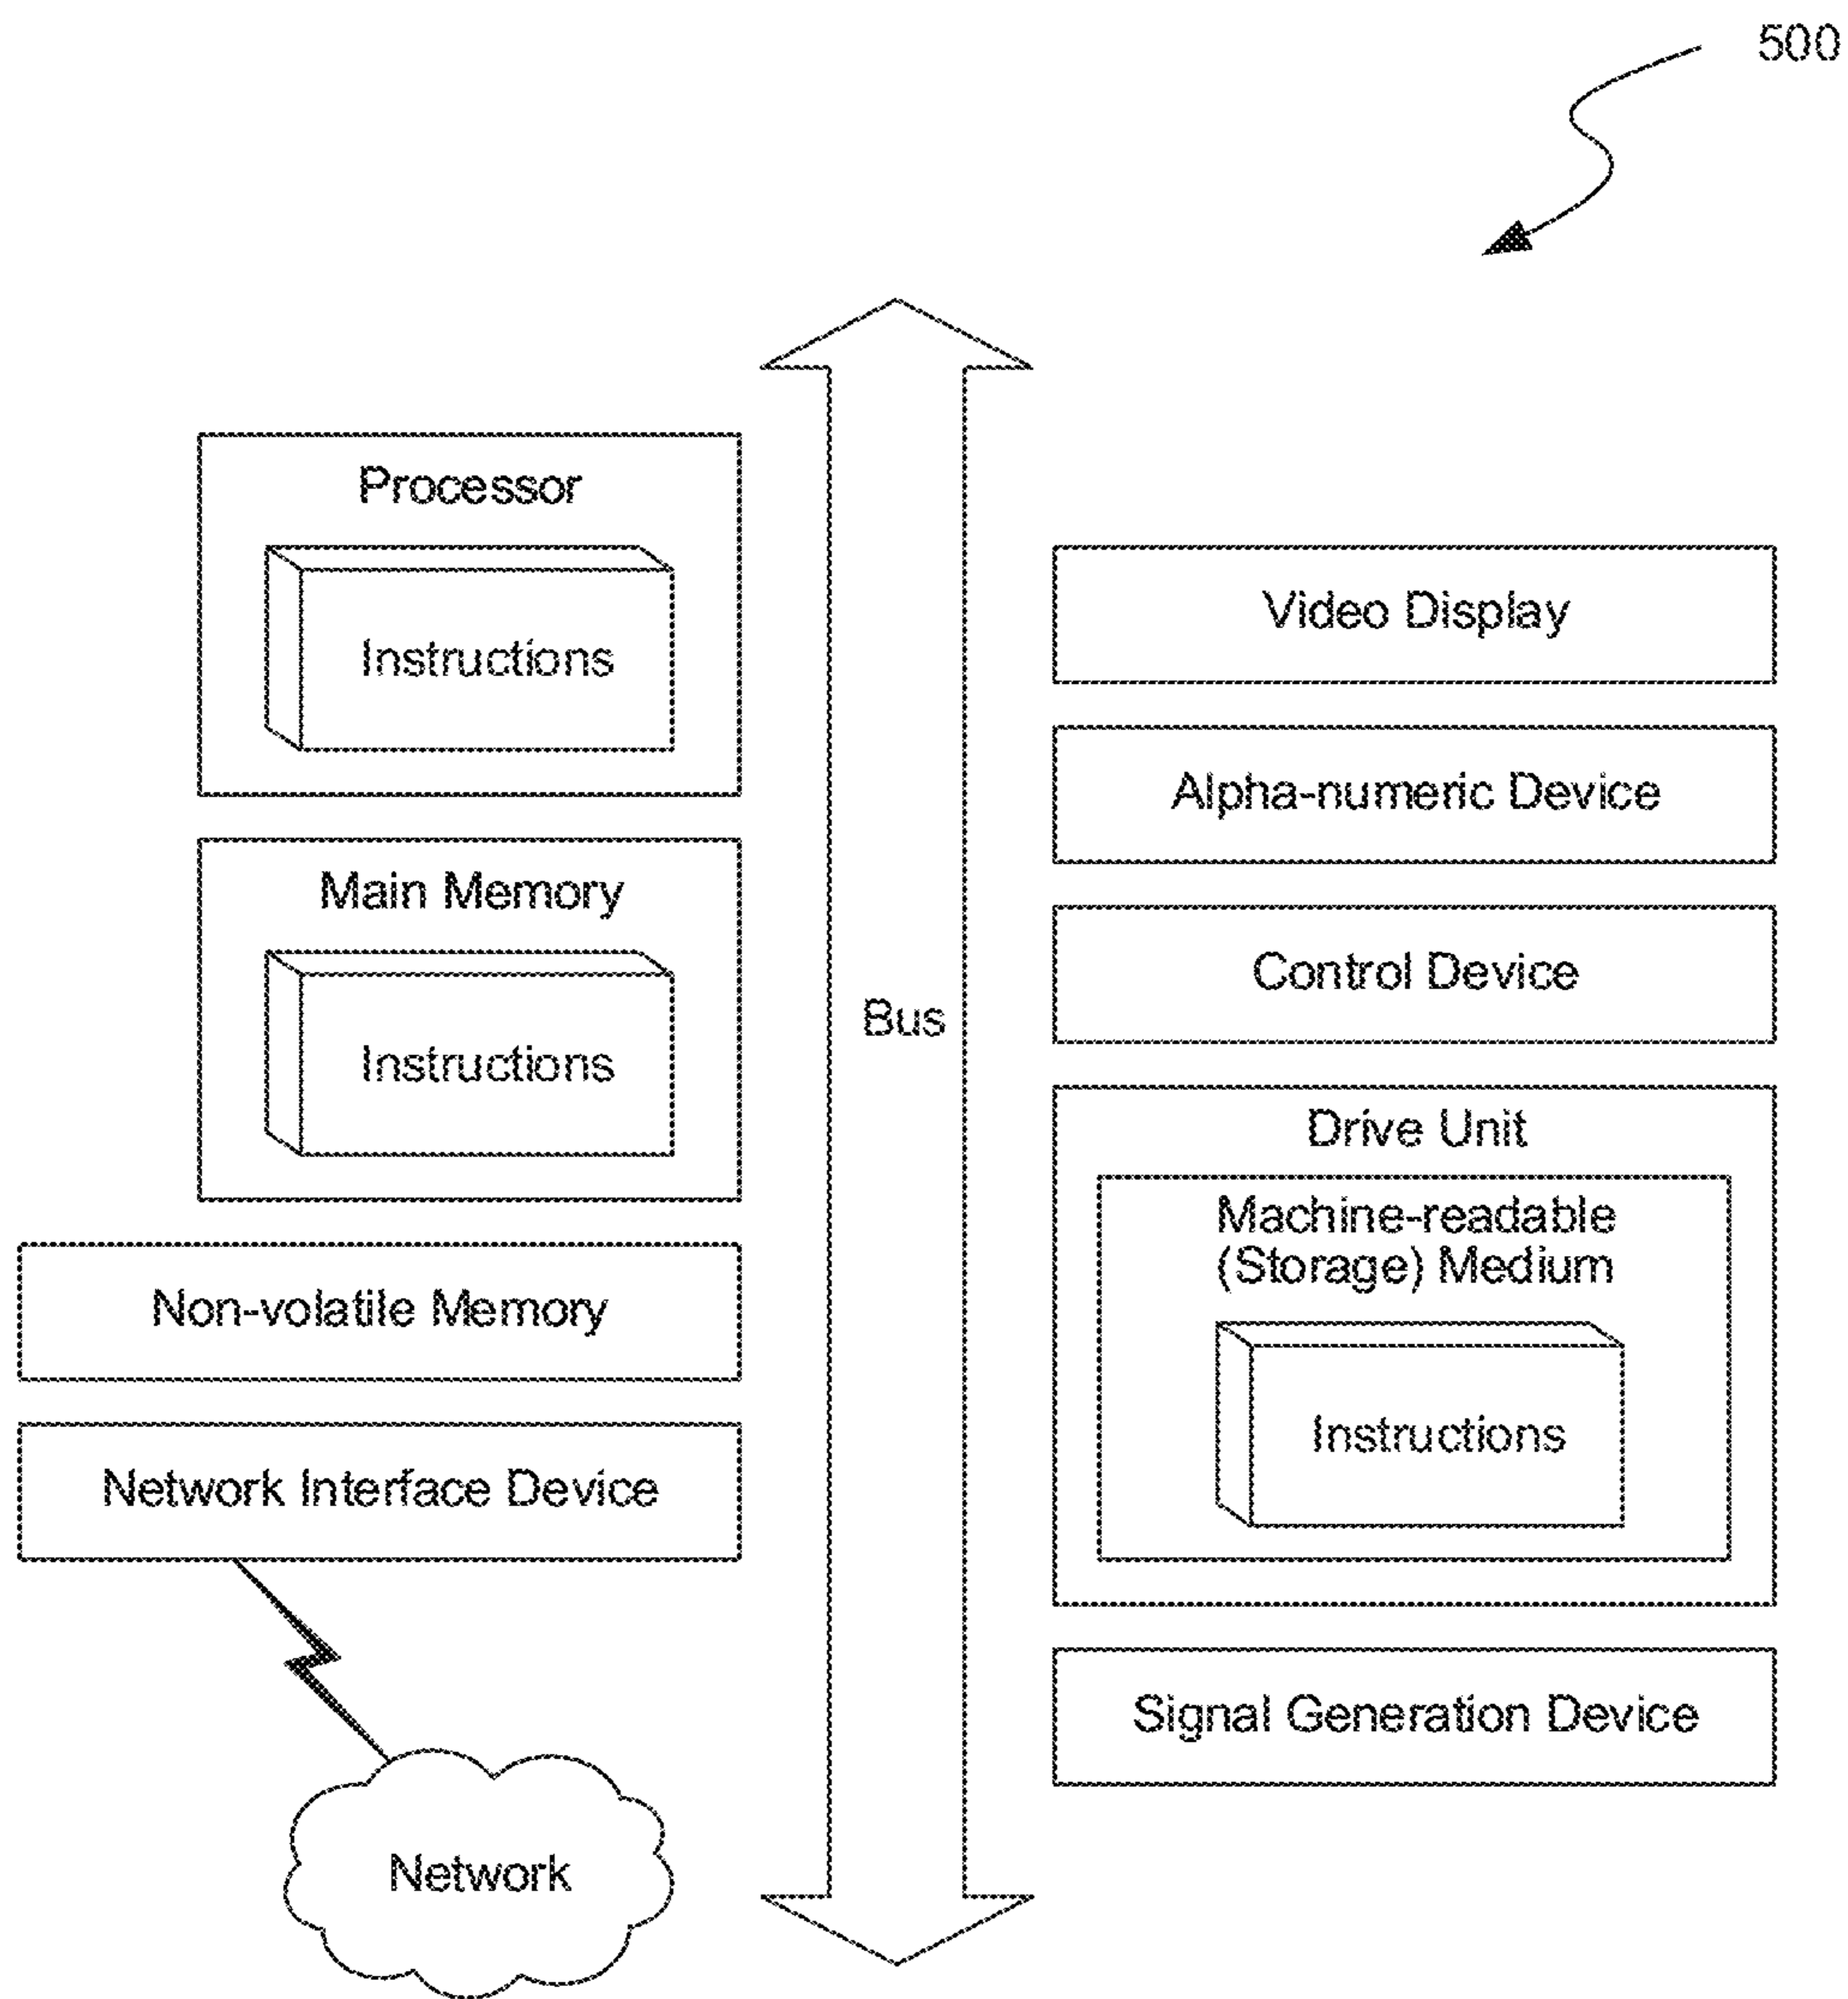 500
Processor
Instructions
Main Memory
Instructions
Non-volatile Memory
Network Interface Device
Network
Bus
Video Display
Alpha-numeric Device
Control Device
Drive Unit
Machine-readable
(Storage) Medium
Instructions
Signal Generation Device